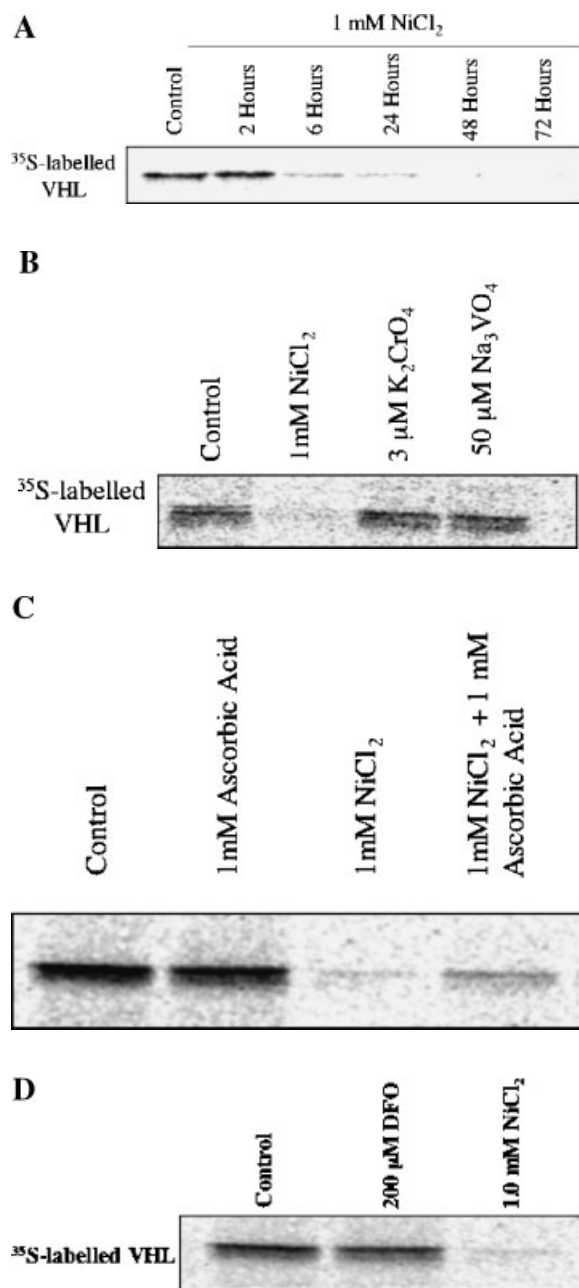 A
1 mM NiCl₂
Control
2 Hours
6 Hours
24 Hours
48 Hours
72 Hours
³⁵S-labelled
VHL
B
Control
1mM NiCl₂
3 µM K₂CrO₄
50 µM Na₃VO₄
³⁵S-labelled
VHL
C
Control
1mM Ascorbic Acid
1mM NiCl₂
1mM NiCl₂ + 1 mM
Ascorbic Acid
D
Control
200 µM DFO
1.0 mM NiCl₂
³⁵S-labelled VHL